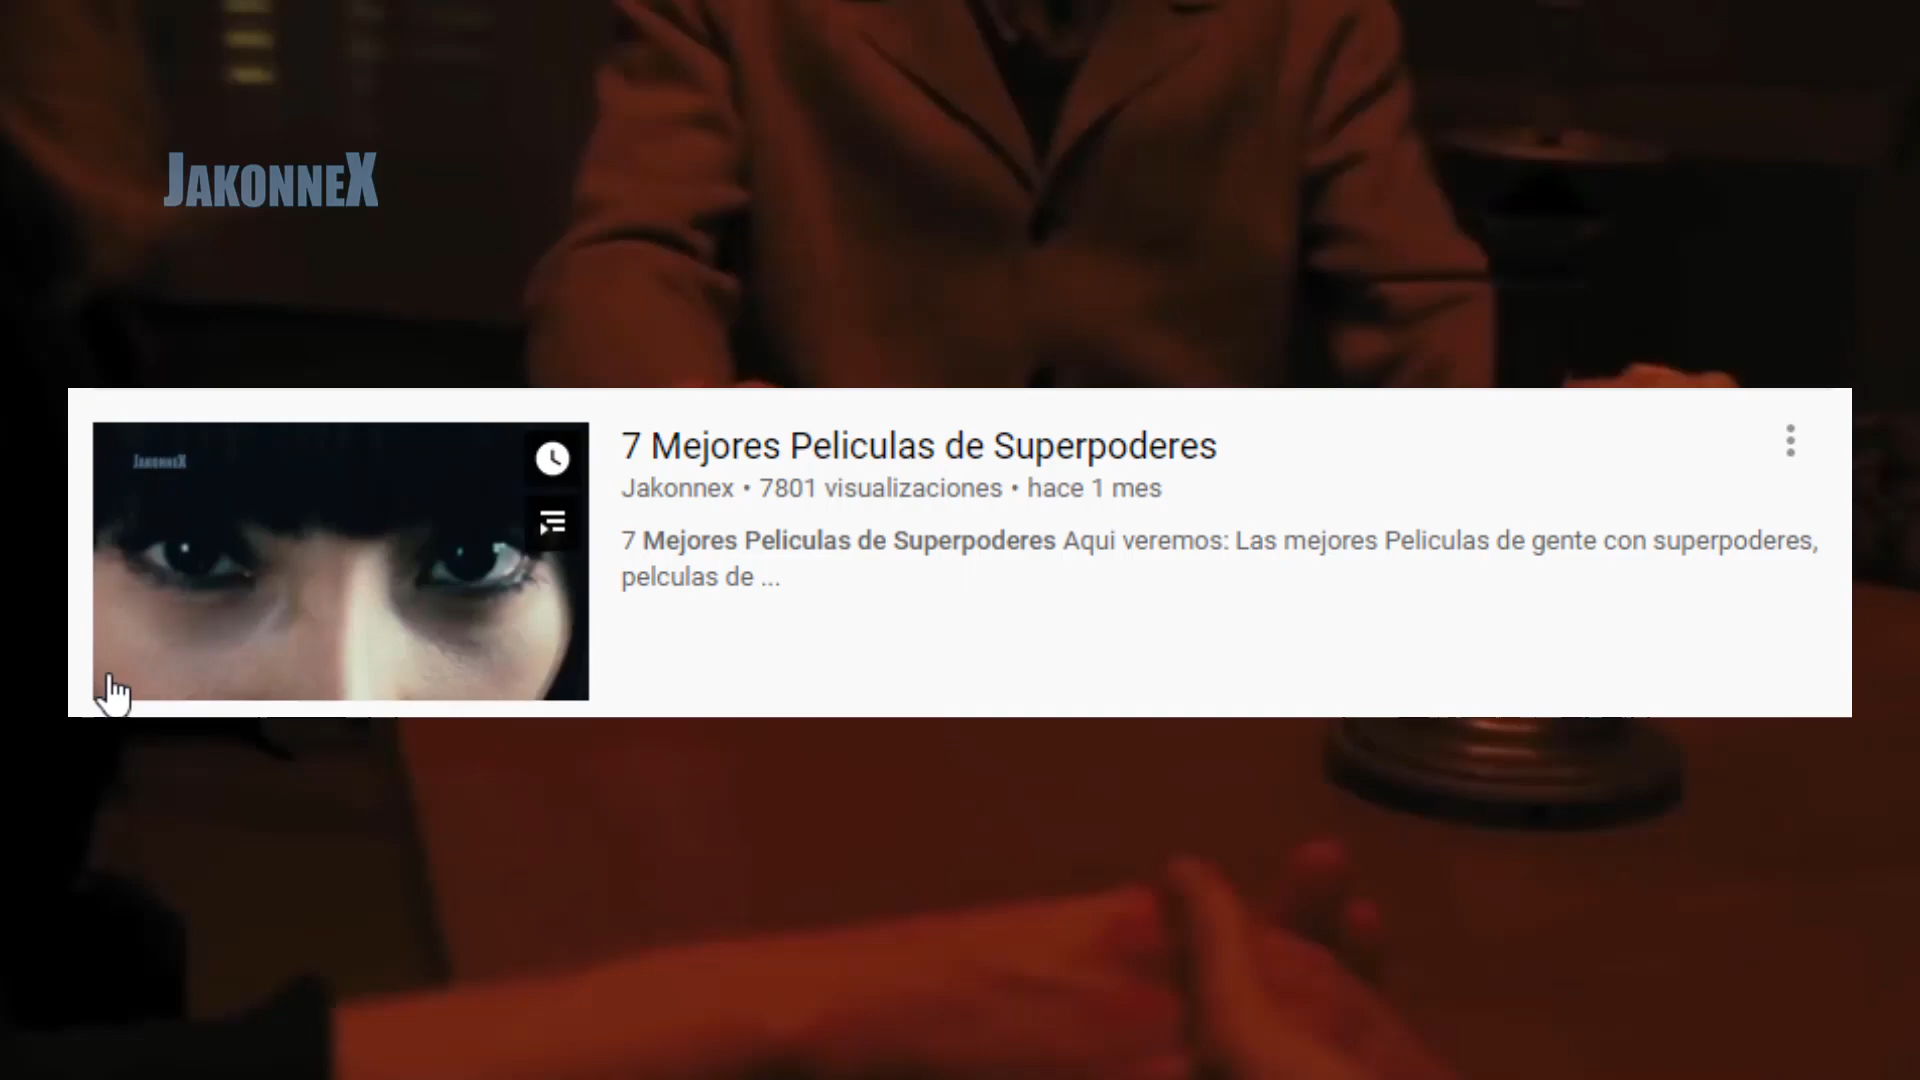 JAKONNEX
7 Mejores Peliculas de Superpoderes
Jakonnex • 7801 visualizaciones • hace 1 mes
7 Mejores Peliculas de Superpoderes Aqui veremos: Las mejores Peliculas de gente con superpoderes,
pelculas de ...
JAKONNEX